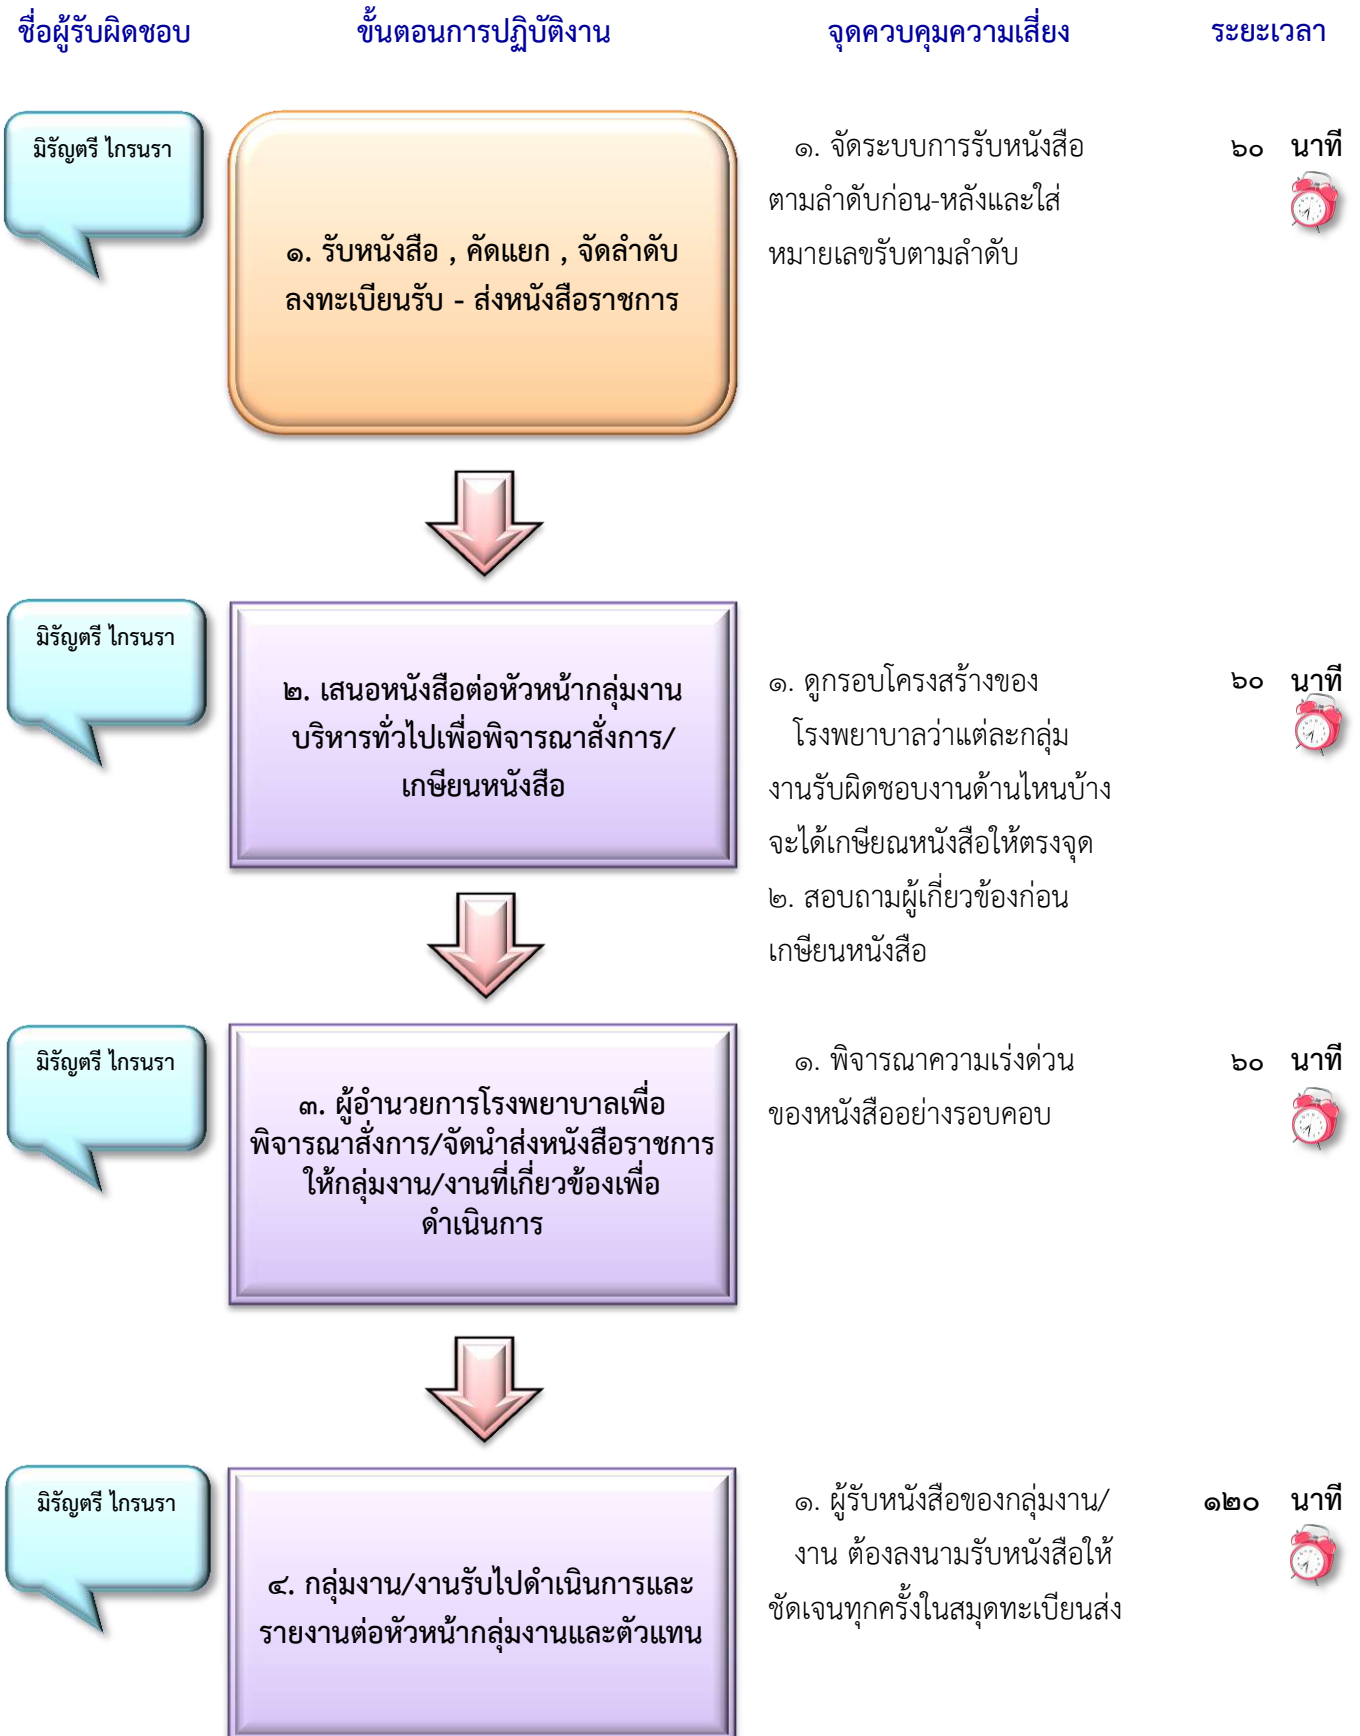 ชื่อผู้รับผิดชอบ ขั้นตอนการปฏิบัติงาน จุดควบคุมความเสี่ยง ระยะเวลา
มิรัญตรี ไกรนรา
๑. รับหนังสือ , คัดแยก , จัดลำดับ
ลงทะเบียนรับ - ส่งหนังสือราชการ
๑. จัดระบบการรับหนังสือ
ตามลำดับก่อน-หลังและใส่
หมายเลขรับตามลำดับ
๖๐ นาที
มิรัญตรี ไกรนรา
๒. เสนอหนังสือต่อหัวหน้ากลุ่มงาน
บริหารทั่วไปเพื่อพิจารณาสั่งการ/
เกษียนหนังสือ
๑. ดูกรอบโครงสร้างของ
โรงพยาบาลว่าแต่ละกลุ่ม
งานรับผิดชอบงานด้านไหนบ้าง
จะได้เกษียณหนังสือให้ตรงจุด
๒. สอบถามผู้เกี่ยวข้องก่อน
เกษียนหนังสือ
๖๐ นาที
มิรัญตรี ไกรนรา
๓. ผู้อำนวยการโรงพยาบาลเพื่อ
พิจารณาสั่งการ/จัดนำส่งหนังสือราชการ
ให้กลุ่มงาน/งานที่เกี่ยวข้องเพื่อ
ดำเนินการ
๑. พิจารณาความเร่งด่วน
ของหนังสืออย่างรอบคอบ
๖๐ นาที
มิรัญตรี ไกรนรา
๔. กลุ่มงาน/งานรับไปดำเนินการและ
รายงานต่อหัวหน้ากลุ่มงานและตัวแทน
๑. ผู้รับหนังสือของกลุ่มงาน/
งาน ต้องลงนามรับหนังสือให้
ชัดเจนทุกครั้งในสมุดทะเบียนส่ง
๑๒๐ นาที